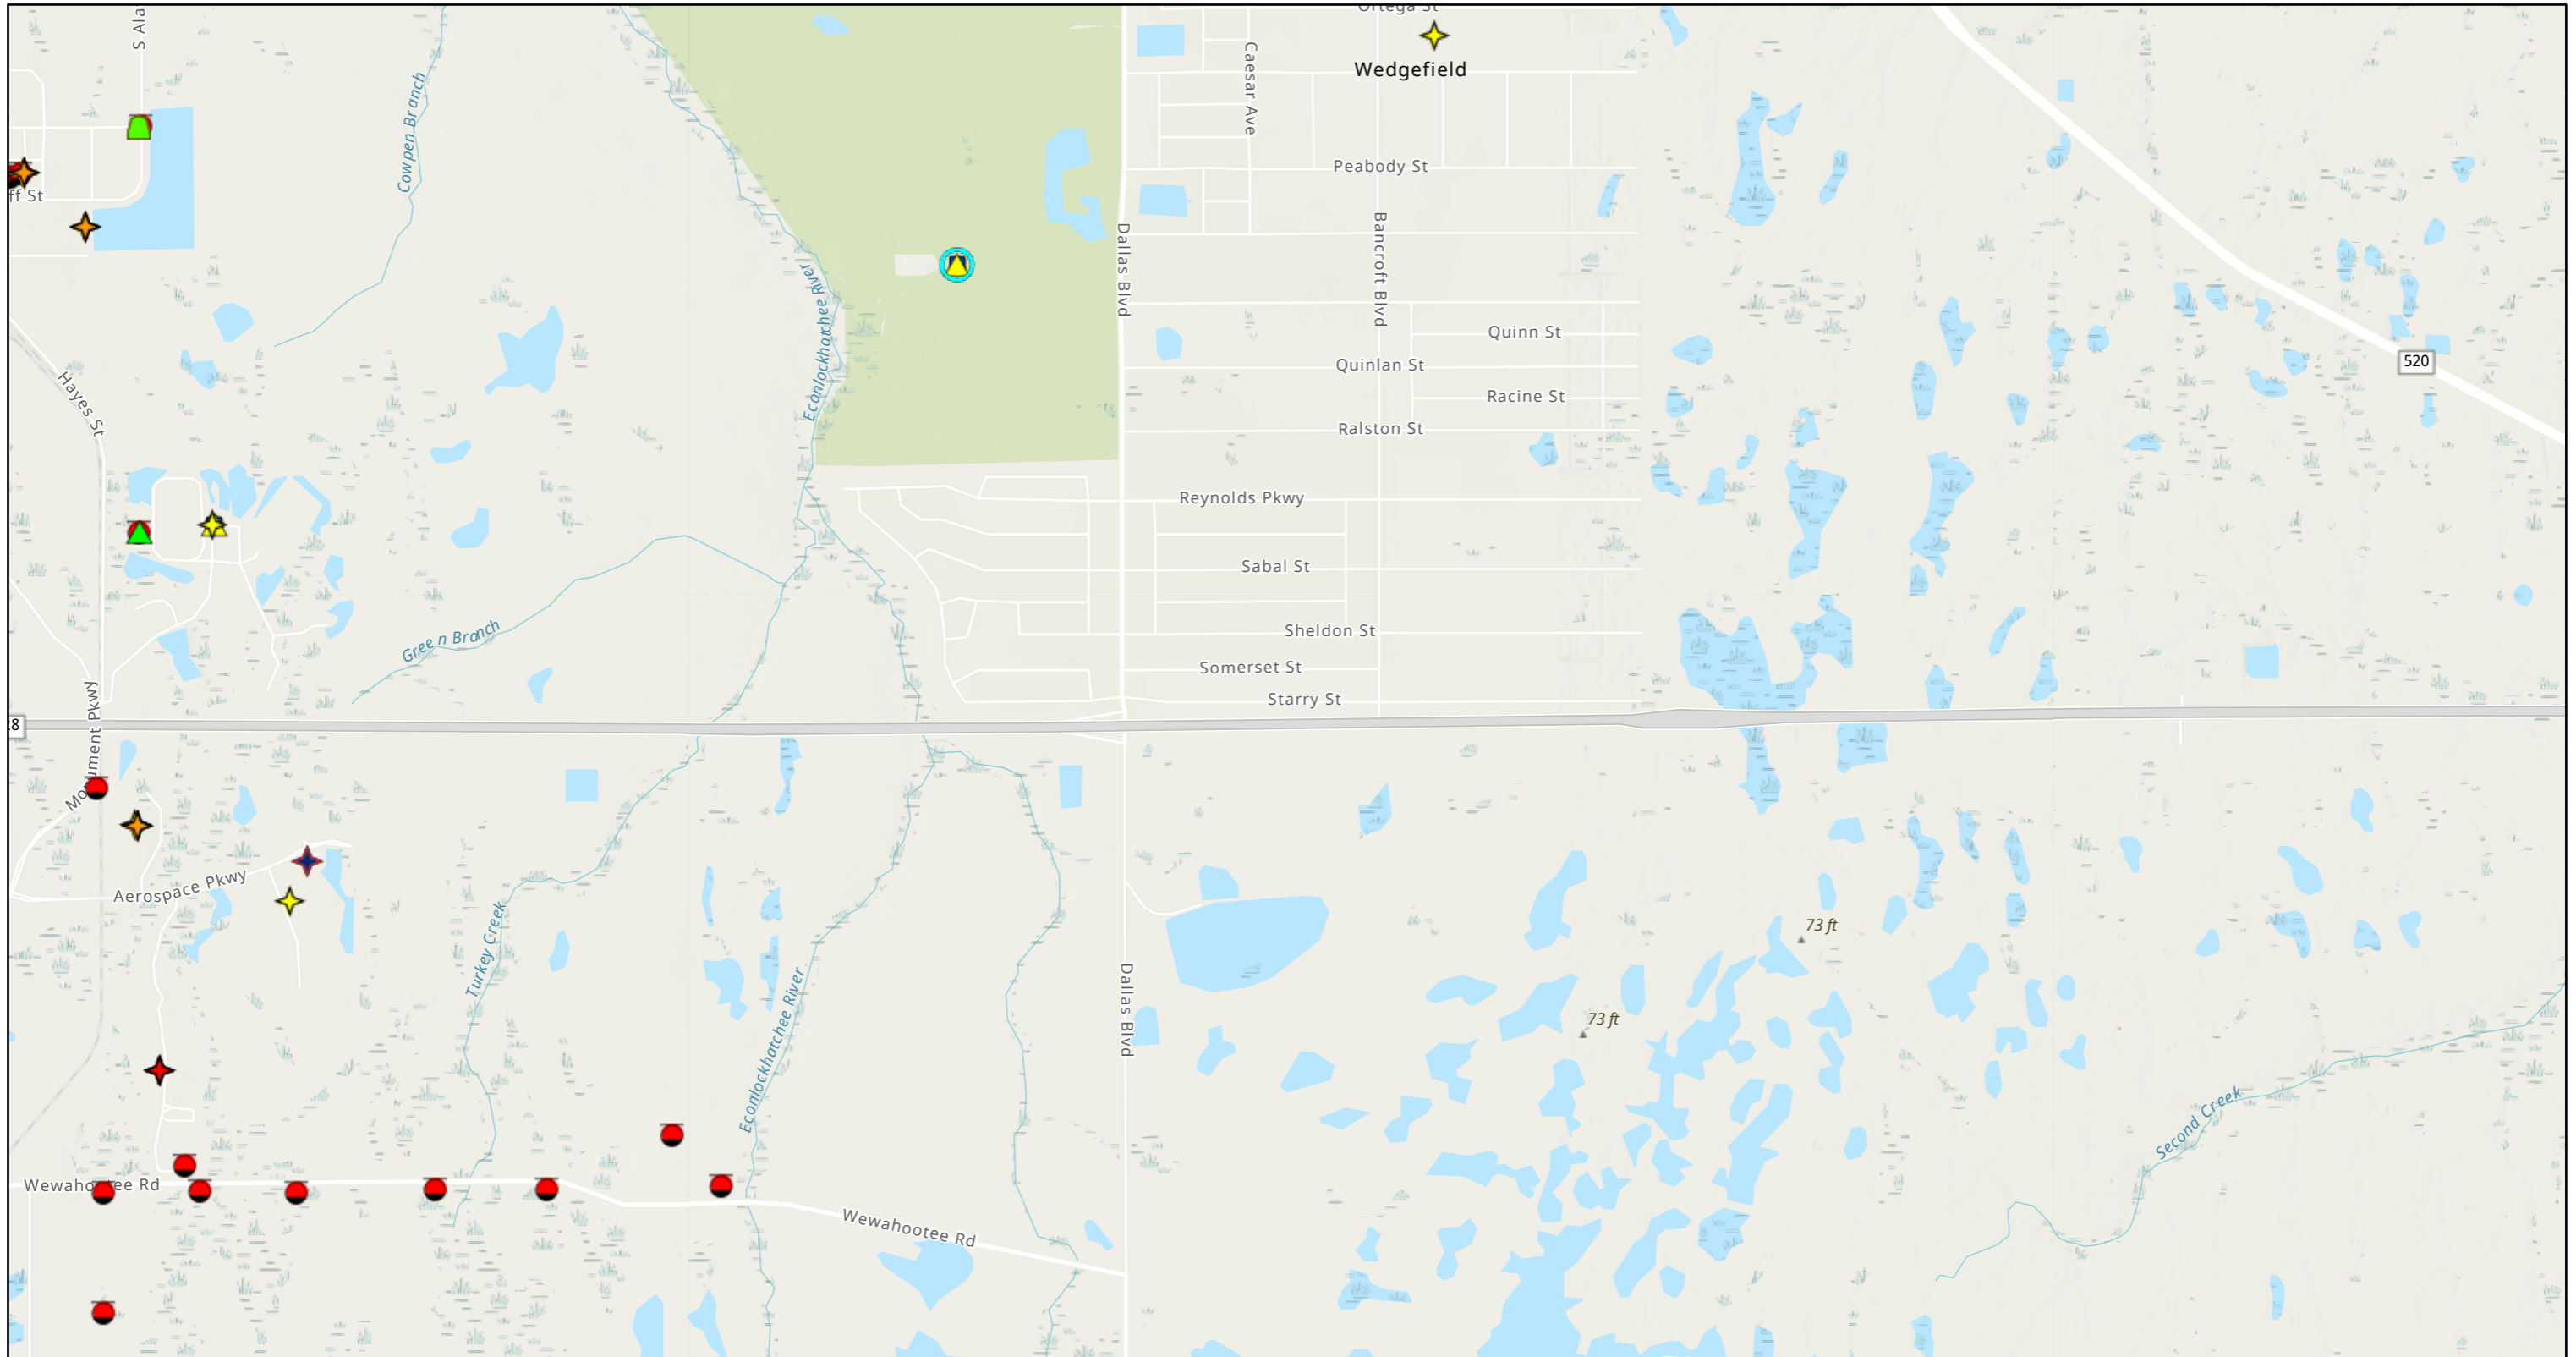 S Ala
Ortega St
Wedgefield
Caesar Ave
Cowpen Branch
Peabody St
ff St
Dallas Blvd
Bancroft Blvd
Econlockhatchee River
Quinn St
Quinlan St
520
Hayes St
Racine St
Ralston St
Reynolds Pkwy
Sabal St
Green Branch
Sheldon St
Somerset St
Starry St
8
Monument Pkwy
Aerospace Pkwy
Turkey Creek
73 ft
Econlockhatchee River
Dallas Blvd
73 ft
Second Creek
Wewahootee Rd
Wewahootee Rd